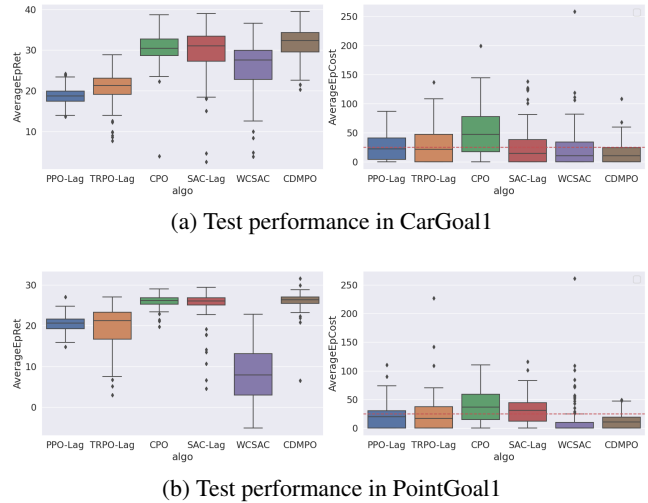 40
30
20
10
AverageEpRet
PPO-Lag TRPO-Lag CPO SAC-Lag WCSAC CDMPO
algo
250
200
150
100
50
0
AverageEpCost
PPO-Lag TRPO-Lag CPO SAC-Lag WCSAC CDMPO
algo
(a) Test performance in CarGoal1
30
20
10
0
AverageEpRet
PPO-Lag TRPO-Lag CPO SAC-Lag WCSAC CDMPO
algo
250
200
150
100
50
0
AverageEpCost
PPO-Lag TRPO-Lag CPO SAC-Lag WCSAC CDMPO
algo
(b) Test performance in PointGoal1